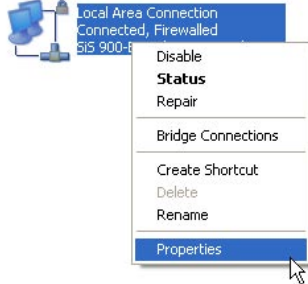 Local Area Connection
Connected, Firewalled
SiS 900-
Disable
Status
Repair
Bridge Connections
Create Shortcut
Delete
Rename
Properties